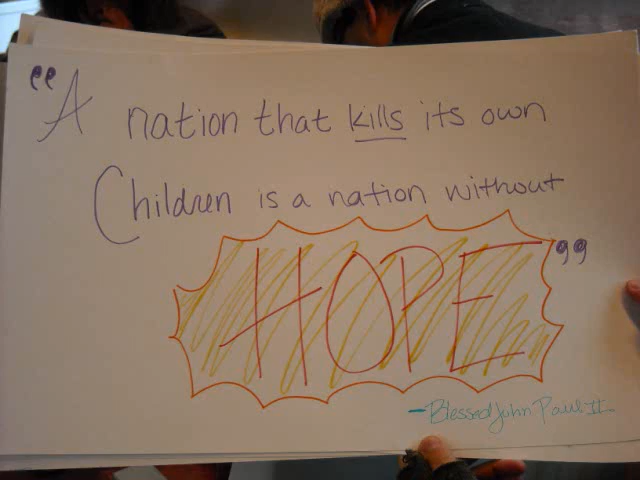 "A nation that kills its own
Children is a nation without
HOPE"
-Blessed John Paul II